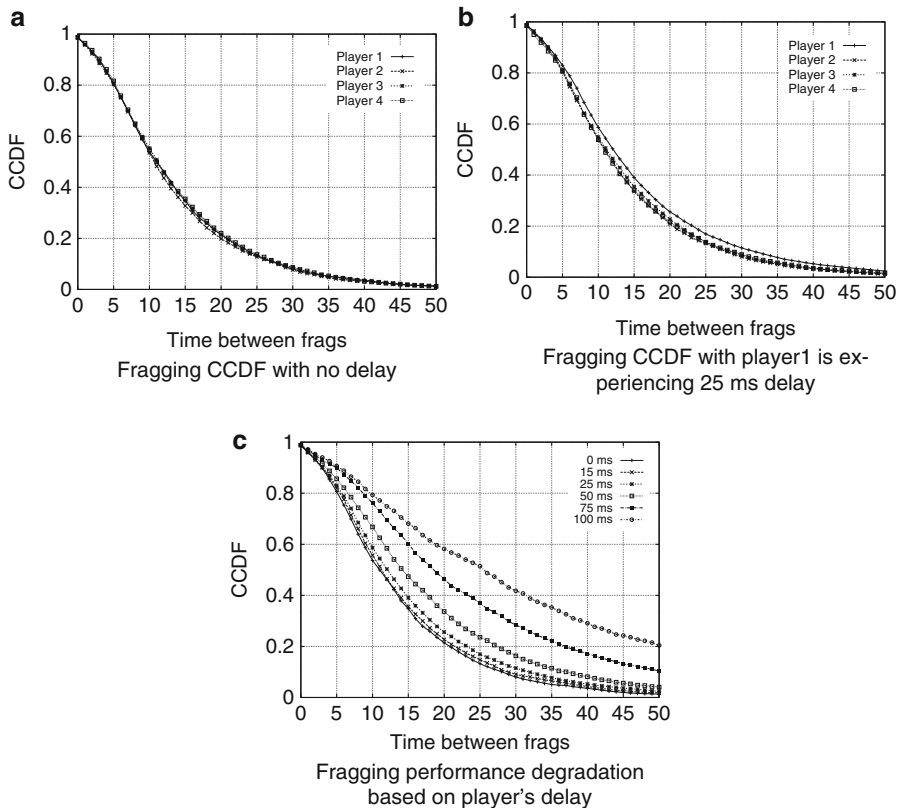 a
1
0.8
0.6
0.4
0.2
0
CCDF
Player 1
Player 2
Player 3
Player 4
0 5 10 15 20 25 30 35 40 45 50
Time between frags
Fragging CCDF with no delay
b
1
0.8
0.6
0.4
0.2
0
CCDF
Player 1
Player 2
Player 3
Player 4
0 5 10 15 20 25 30 35 40 45 50
Time between frags
Fragging CCDF with player1 is ex-
periencing 25 ms delay
c
1
0.8
0.6
0.4
0.2
0
CCDF
0 ms
15 ms
25 ms
50 ms
75 ms
100 ms
0 5 10 15 20 25 30 35 40 45 50
Time between frags
Fragging performance degradation
based on player's delay